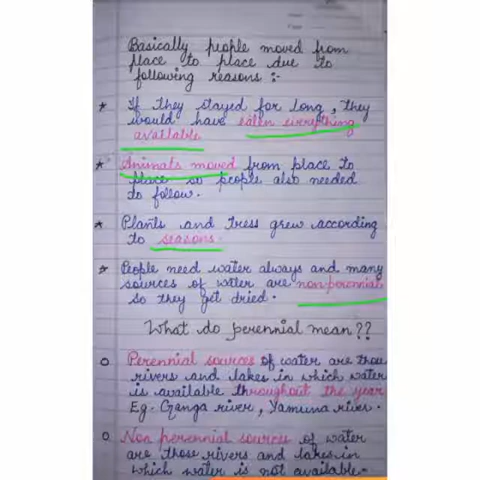 Basically people moved from
place to place due to
following reasons :-
* If they stayed for long, they
would have eaten everything
available
* Animals moved from place to
place so people also needed
to follow.
* Plants and tress grew according
to seasons.
* People need water always and many
sources of water are non perennial
so they get dried.
What do perennial mean??
o Perennial sources of water are those
rivers and lakes in which water
is available throughout the year
Eg. Ganga river, Yamuna river.
o Non perennial sources of water
are those rivers and lakes in
which water is not available